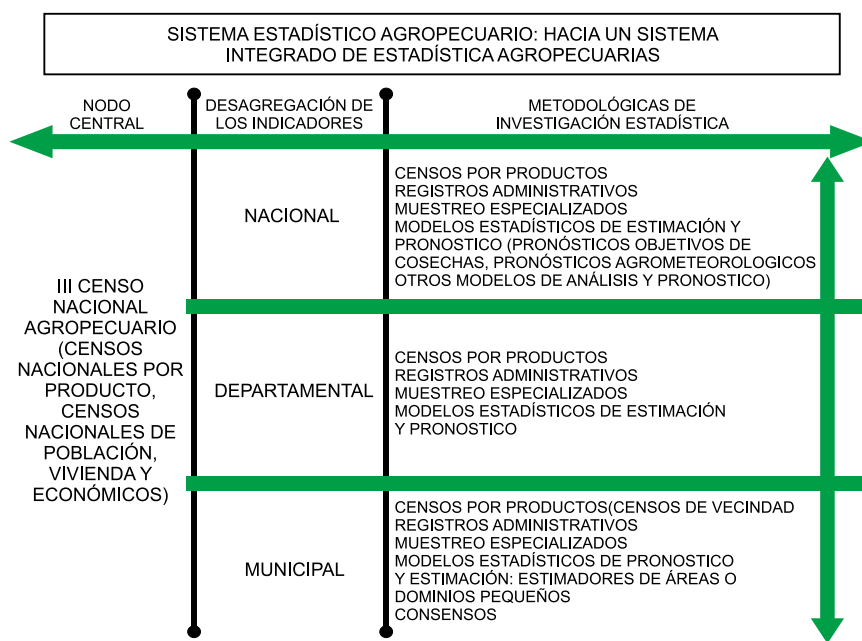 SISTEMA ESTADÍSTICO AGROPECUARIO: HACIA UN SISTEMA
INTEGRADO DE ESTADÍSTICA AGROPECUARIAS
NODO
CENTRAL
DESAGREGACIÓN DE
LOS INDICADORES
METODOLÓGICAS DE
INVESTIGACIÓN ESTADÍSTICA
III CENSO
NACIONAL
AGROPECUARIO
(CENSOS
NACIONALES POR
PRODUCTO,
CENSOS
NACIONALES DE
POBLACIÓN,
VIVIENDA Y
ECONÓMICOS)
NACIONAL
CENSOS POR PRODUCTOS
REGISTROS ADMINISTRATIVOS
MUESTREO ESPECIALIZADOS
MODELOS ESTADÍSTICOS DE ESTIMACIÓN Y
PRONOSTICO (PRONÓSTICOS OBJETIVOS DE
COSECHAS, PRONÓSTICOS AGROMETEOROLOGICOS
OTROS MODELOS DE ANÁLISIS Y PRONOSTICO)
DEPARTAMENTAL
CENSOS POR PRODUCTOS
REGISTROS ADMINISTRATIVOS
MUESTREO ESPECIALIZADOS
MODELOS ESTADÍSTICOS DE ESTIMACIÓN
Y PRONOSTICO
MUNICIPAL
CENSOS POR PRODUCTOS(CENSOS DE VECINDAD
REGISTROS ADMINISTRATIVOS
MUESTREO ESPECIALIZADOS
MODELOS ESTADÍSTICOS DE PRONOSTICO
Y ESTIMACIÓN: ESTIMADORES DE ÁREAS O
DOMINIOS PEQUEÑOS
CONSENSOS